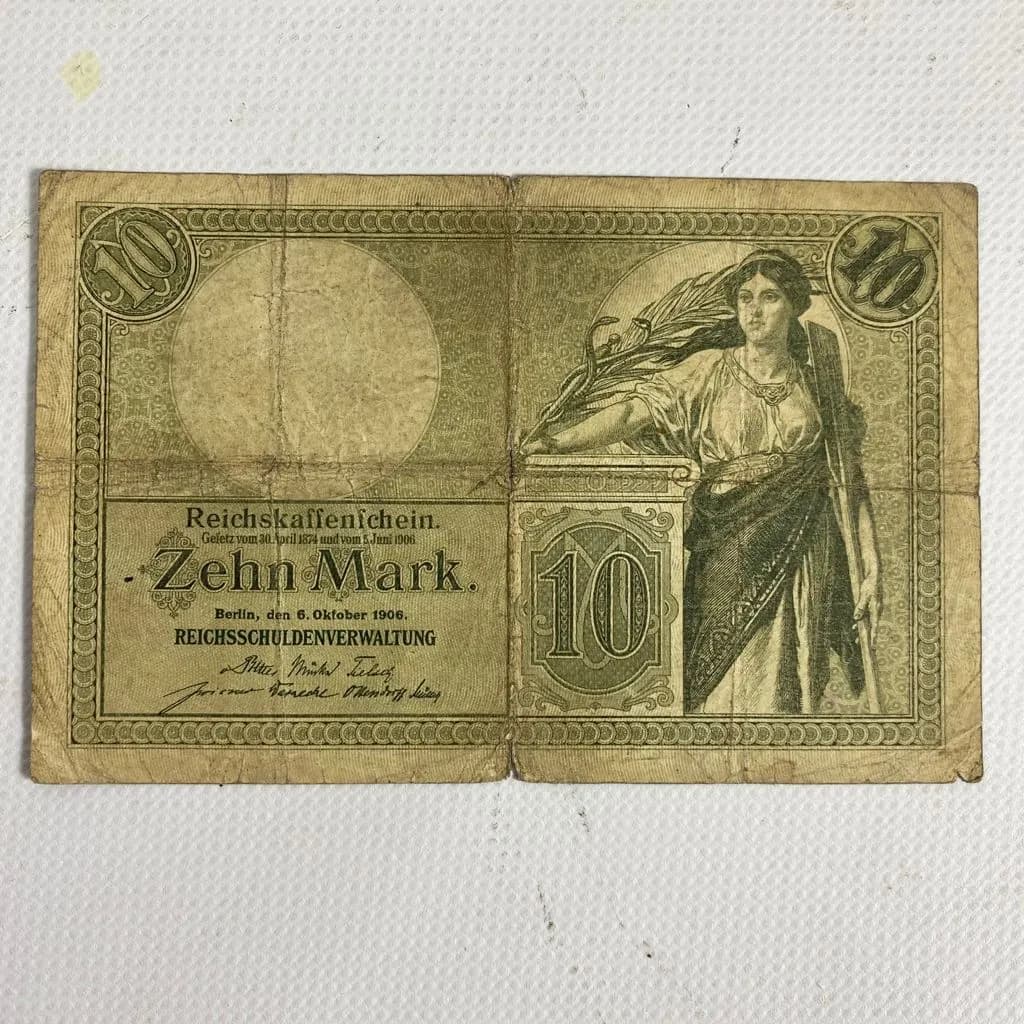 10
10
Reichskaſſenſchein.
Geſetz vom 30. April 1874 und vom 5. Juni 1906
Zehn Mark.
Berlin, den 6. Oktober 1906.
REICHSSCHULDENVERWALTUNG
10